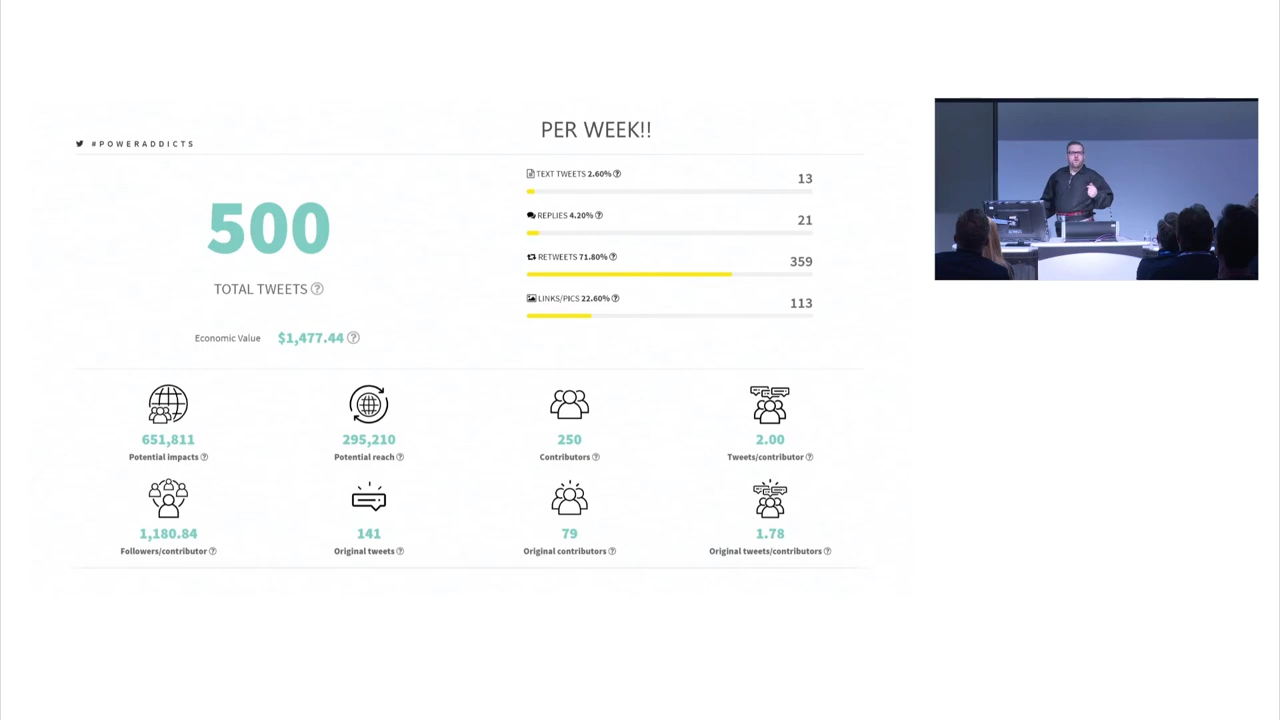 PER WEEK!!
#POWERADDICTS
500
TOTAL TWEETS
Economic Value $1,477.44
TEXT TWEETS 2.60%
13
REPLIES 4.20%
21
RETWEETS 71.80%
359
LINKS/PICS 22.60%
113
651,811
Potential impacts
295,210
Potential reach
250
Contributors
2.00
Tweets/contributor
1,180.84
Followers/contributor
141
Original tweets
79
Original contributors
1.78
Original tweets/contributors